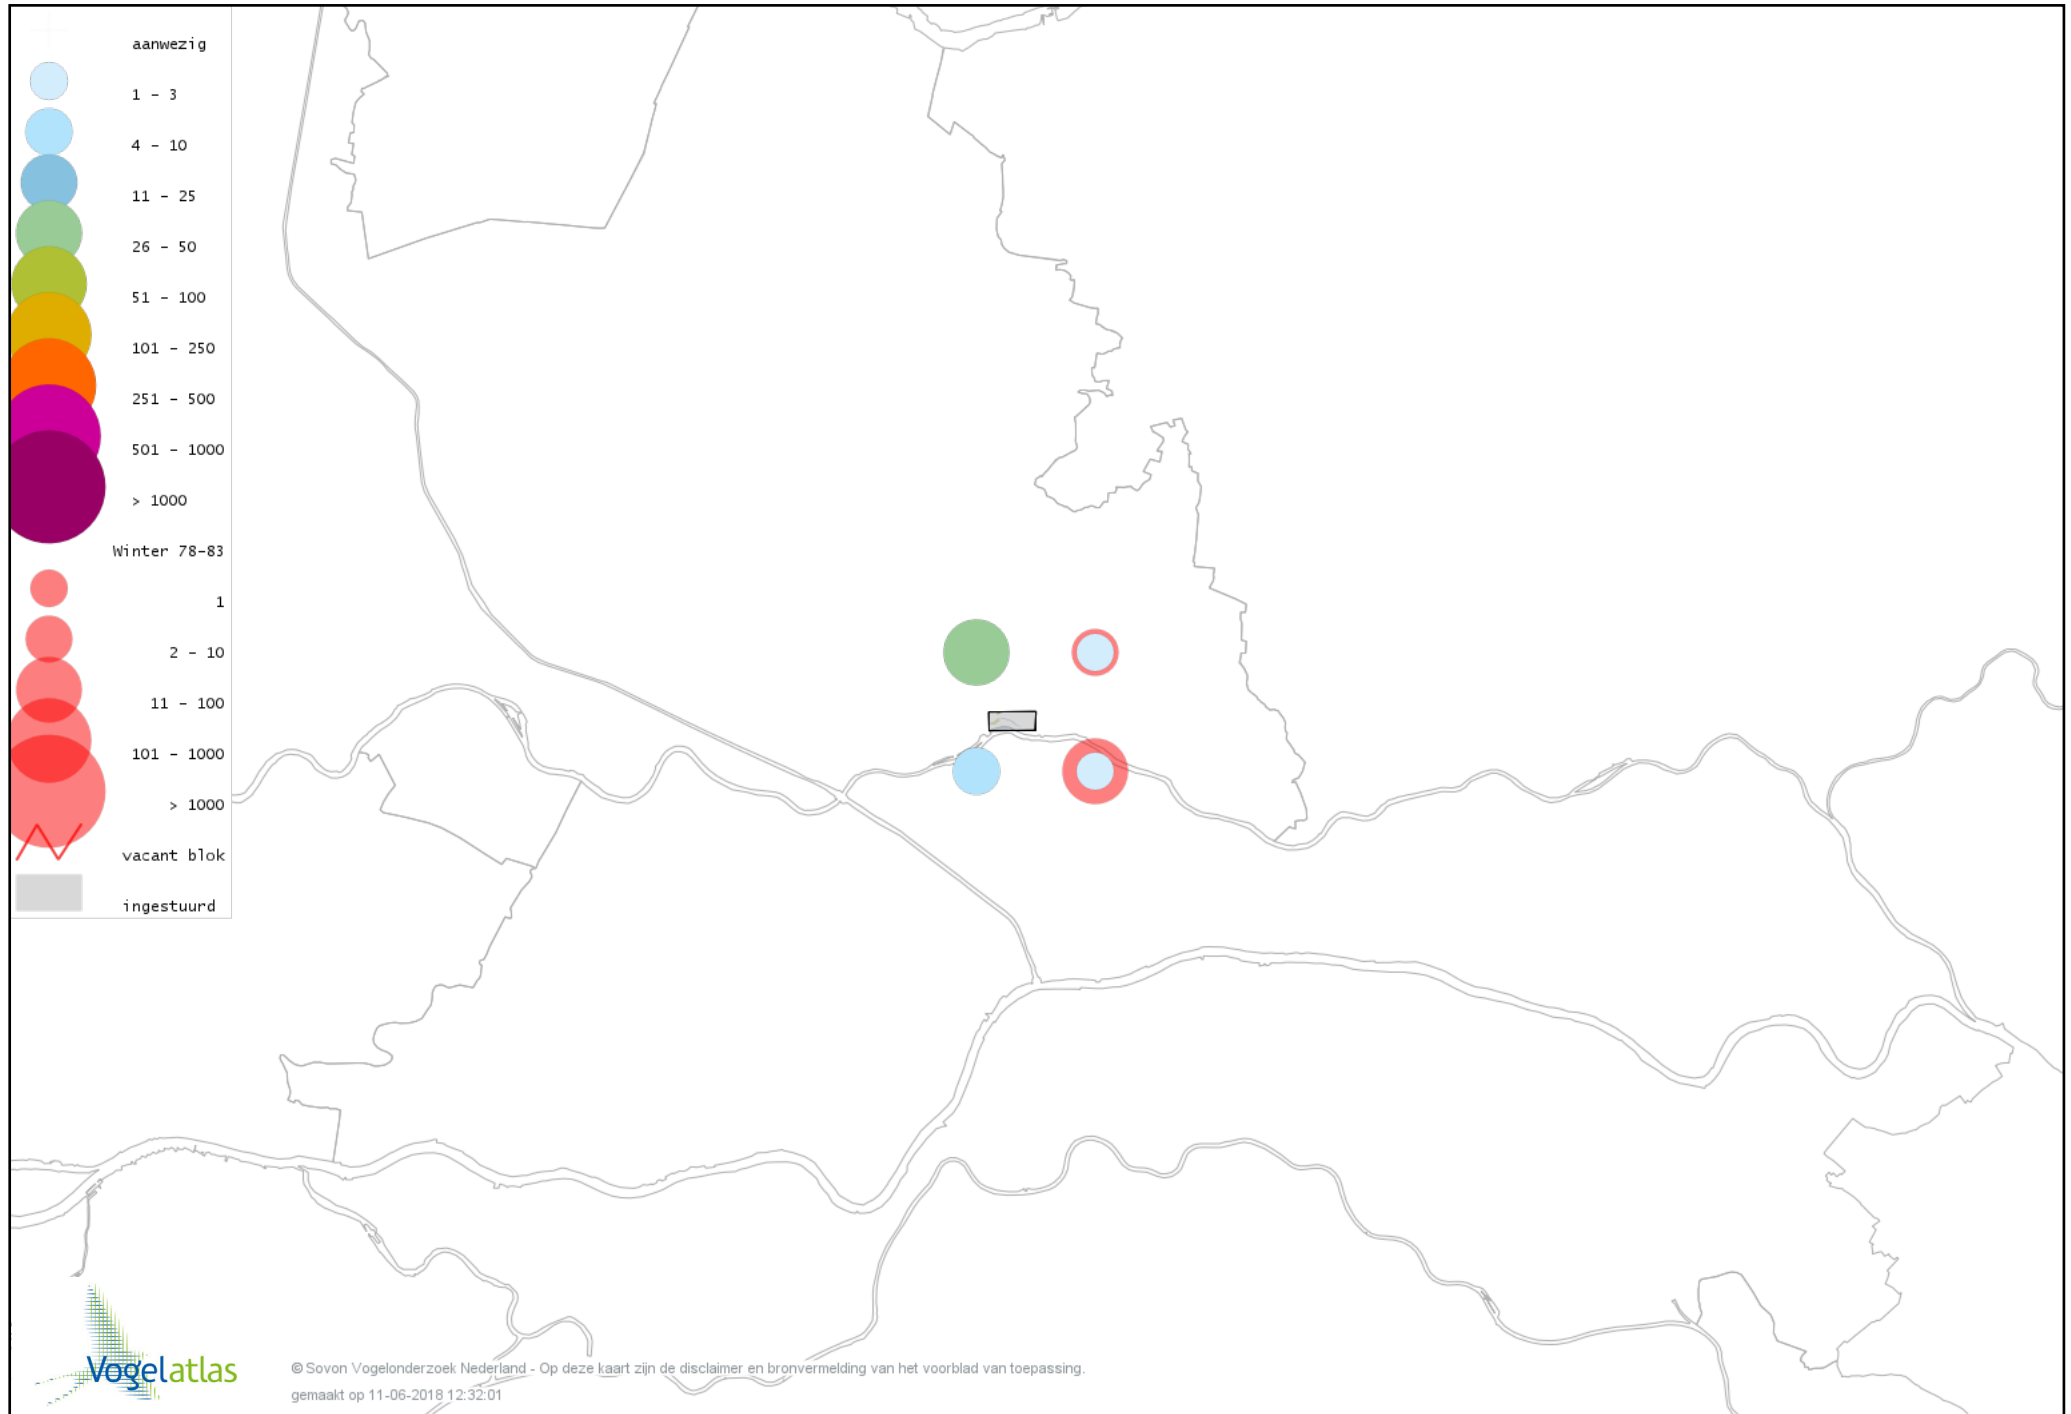 aanwezig
1 - 3
4 - 10
11 - 25
26 - 50
51 - 100
101 - 250
251 - 500
501 - 1000
> 1000
Winter 78-83
1
2 - 10
11 - 100
101 - 1000
> 1000
vacant blok
ingestuurd
Vogelatlas
© Sovon Vogelonderzoek Nederland - Op deze kaart zijn de disclaimer en bronvermelding van het voorblad van toepassing.
gemaakt op 11-06-2018 12:32:01